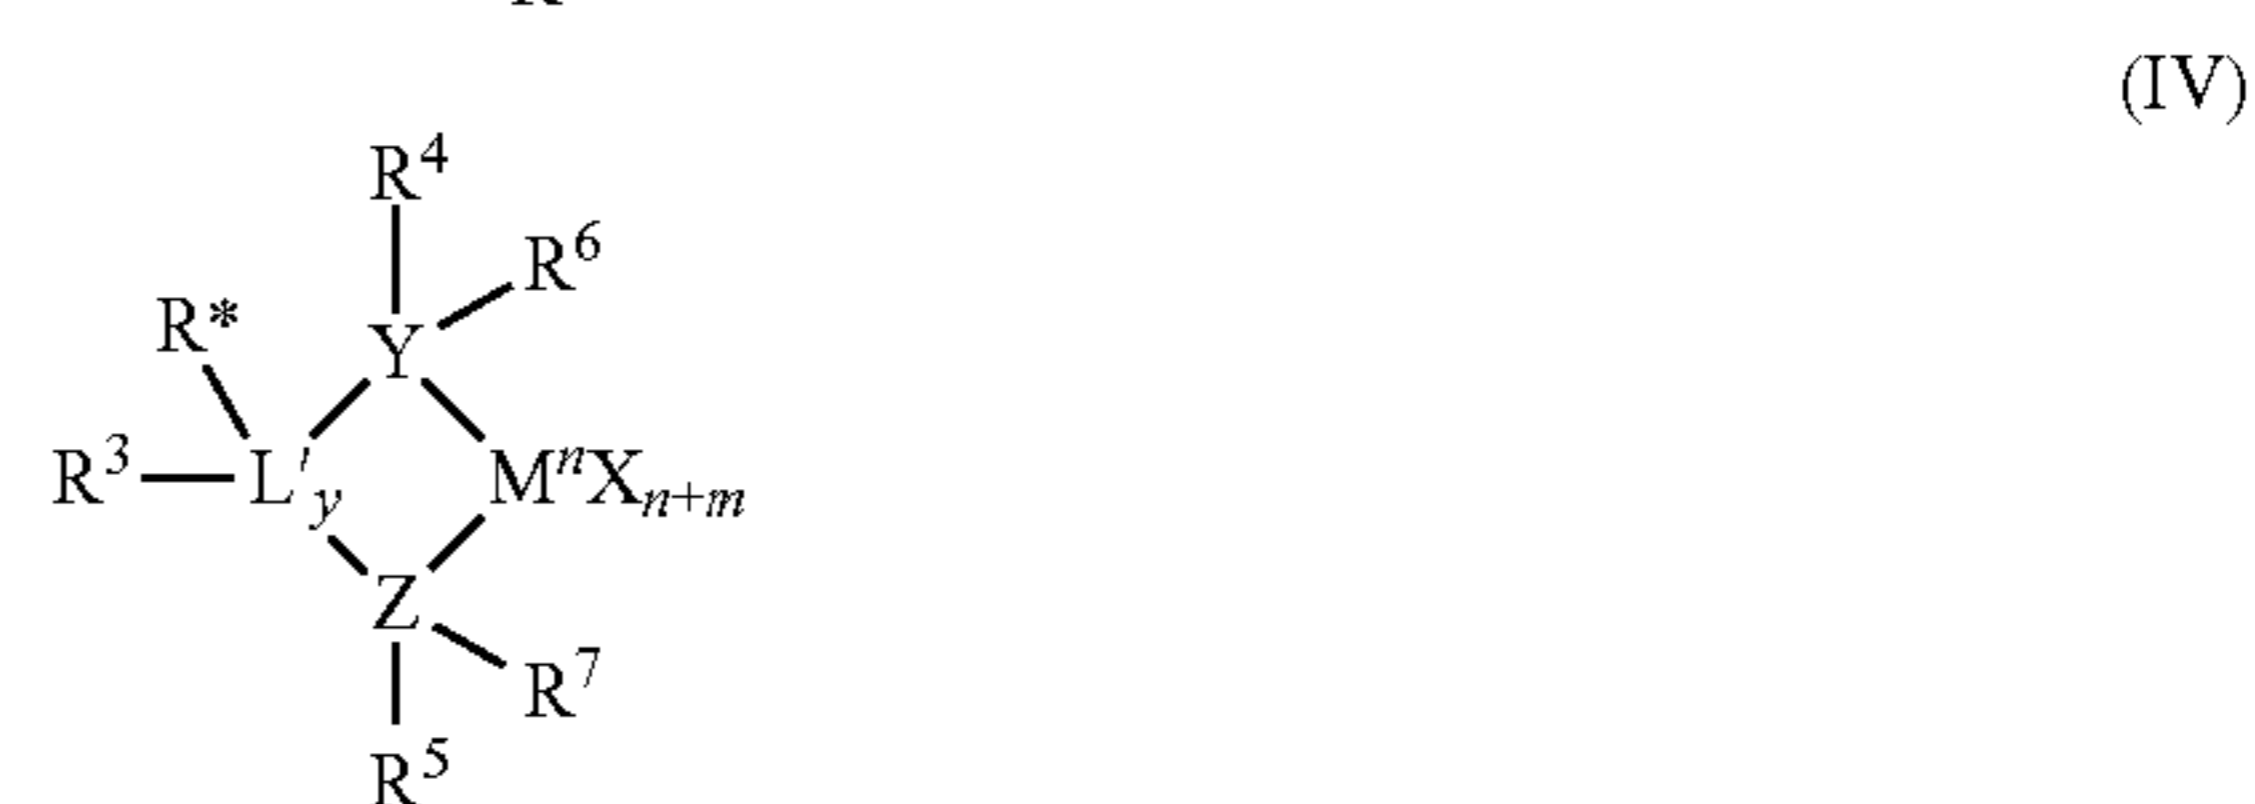 (IV)
R⁴
R⁶
R*
Y
R³ L'y MⁿXn+m
Z
R⁷
R⁵